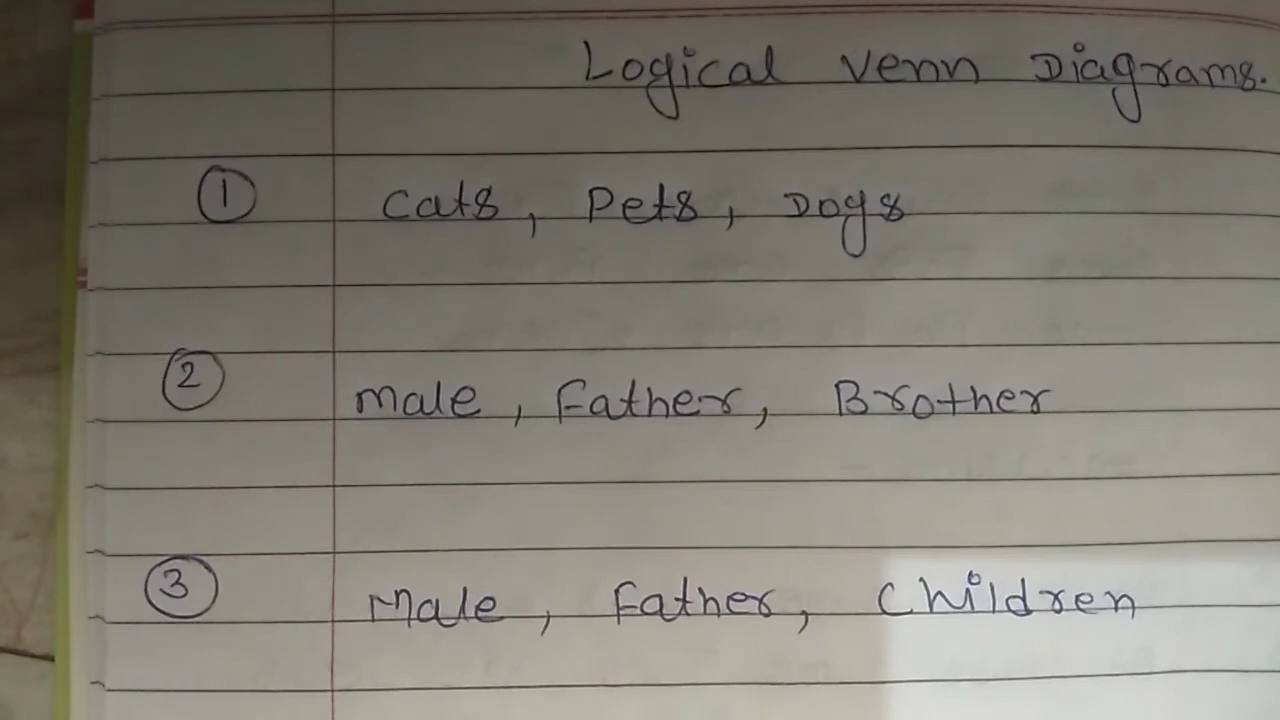 Logical Venn Diagrams.
① Cats, Pets, Dogs
② Male, Father, Brother
③ Male, Father, Children